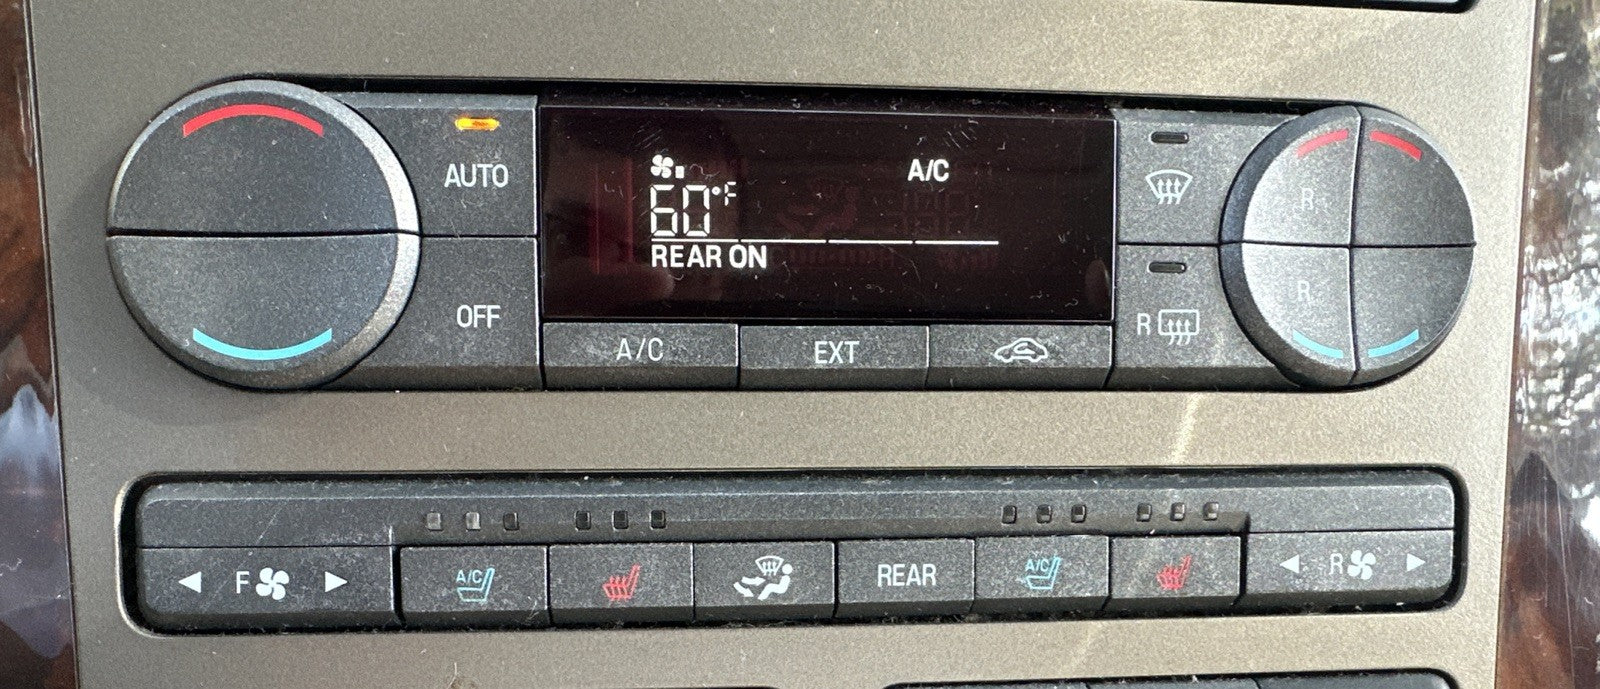 AUTO
OFF
A/C
60°F
REAR ON
A/C
EXT
R
R
R
F
A/C
REAR
A/C
R